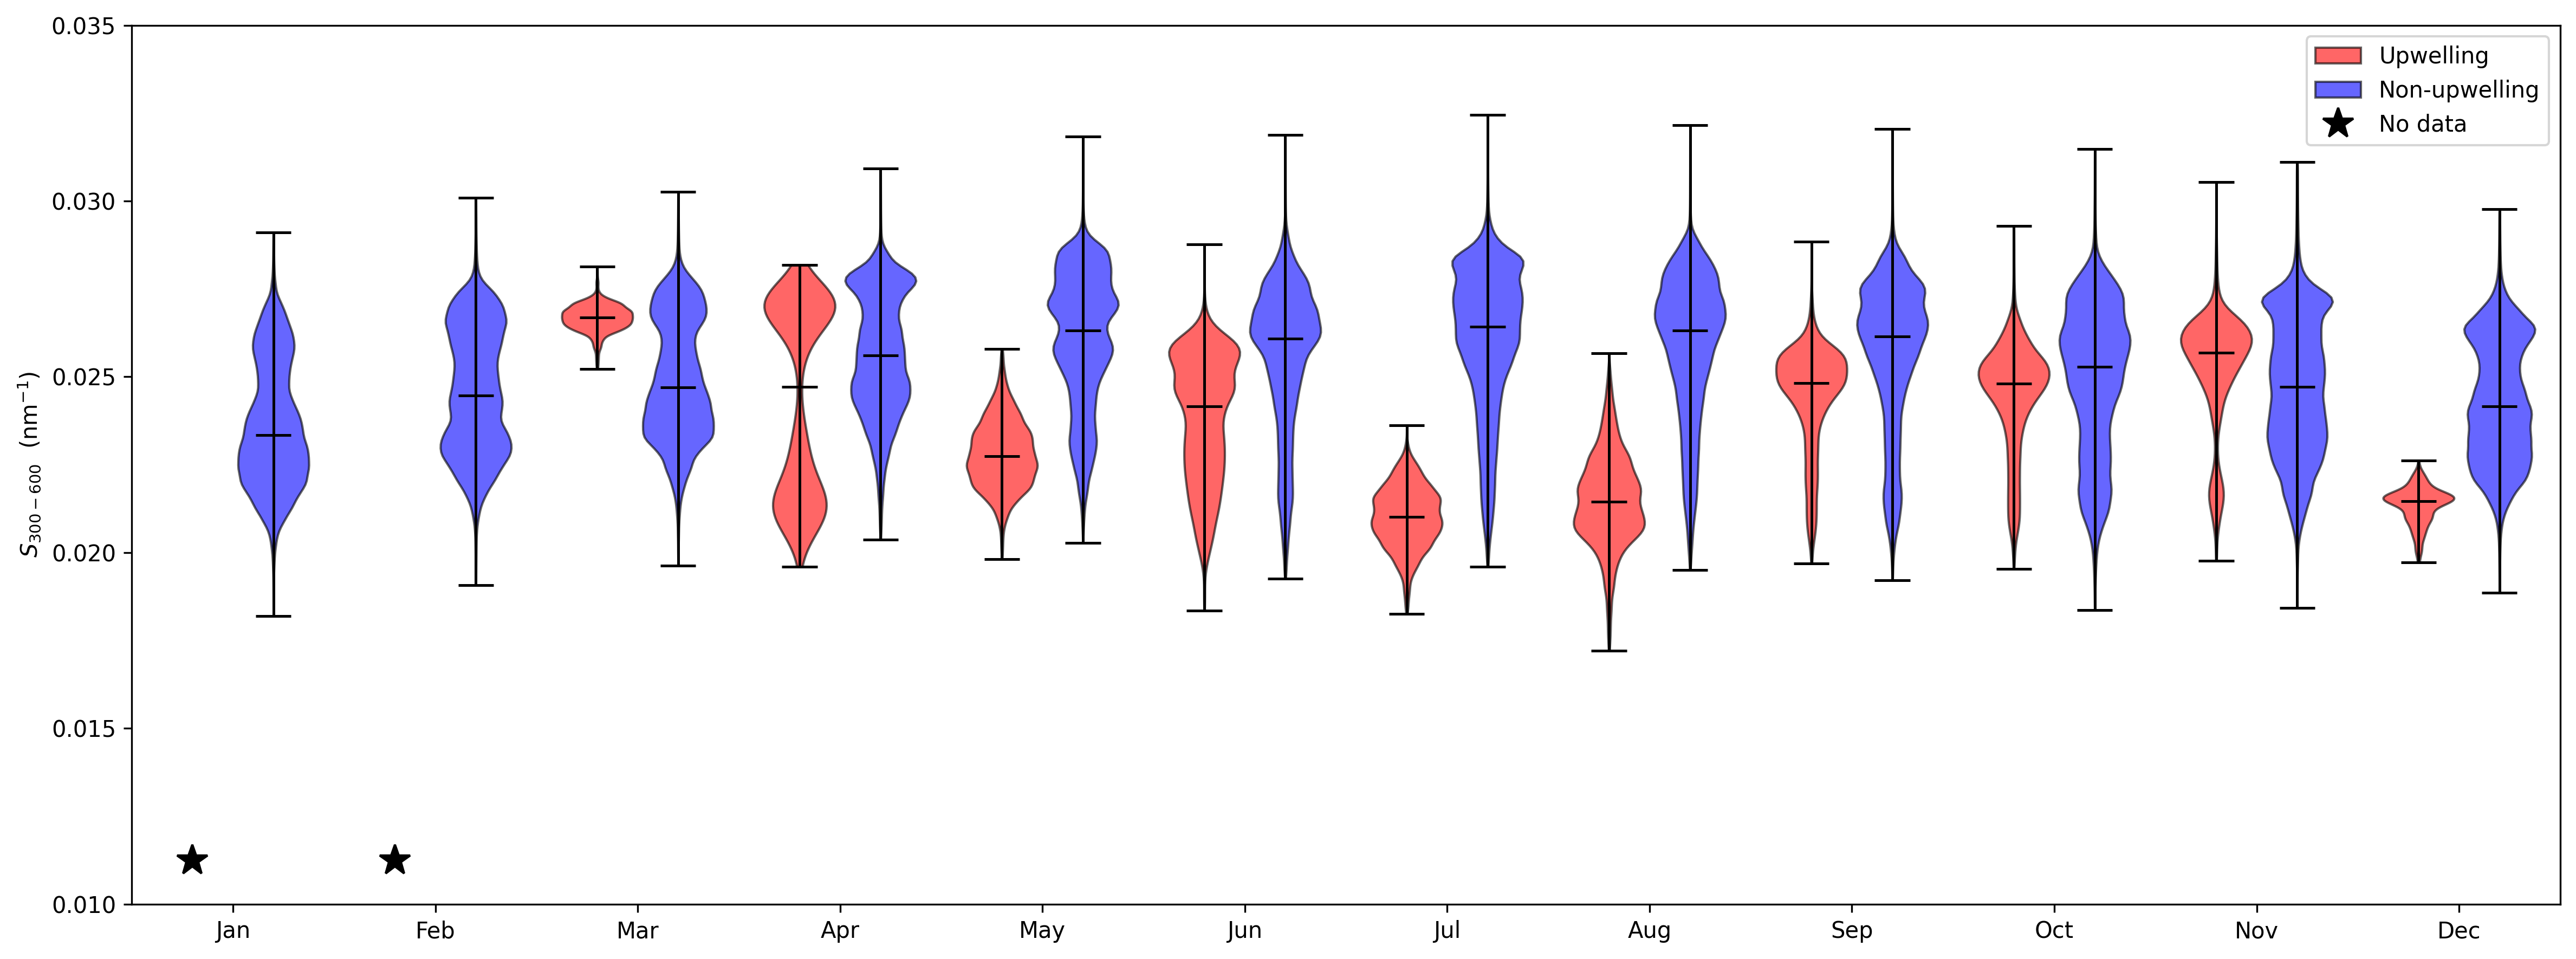 0.035
0.030
0.025
0.020
0.015
0.010
S300−600 (nm−1)
Upwelling
Non-upwelling
No data
Jan Feb Mar Apr May Jun Jul Aug Sep Oct Nov Dec